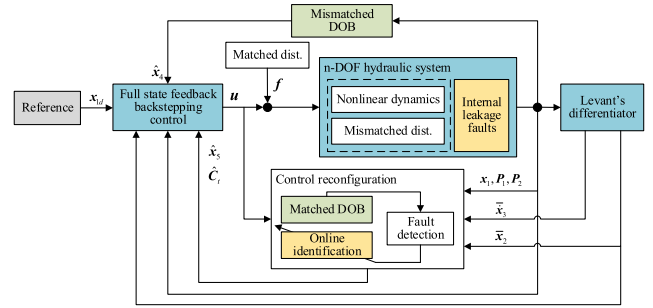 Mismatched
DOB
Matched dist.
n-DOF hydraulic system
x̂₄
f
Nonlinear dynamics
Mismatched dist.
Internal
leakage
faults
Reference
x₁d
Full state feedback
backstepping
control
u
Levant's
differentiator
x̂₅
Ĉₜ
Control reconfiguration
Matched DOB
Online
identification
Fault
detection
x₁, P₁, P₂
x̄̇₃
x̄₂